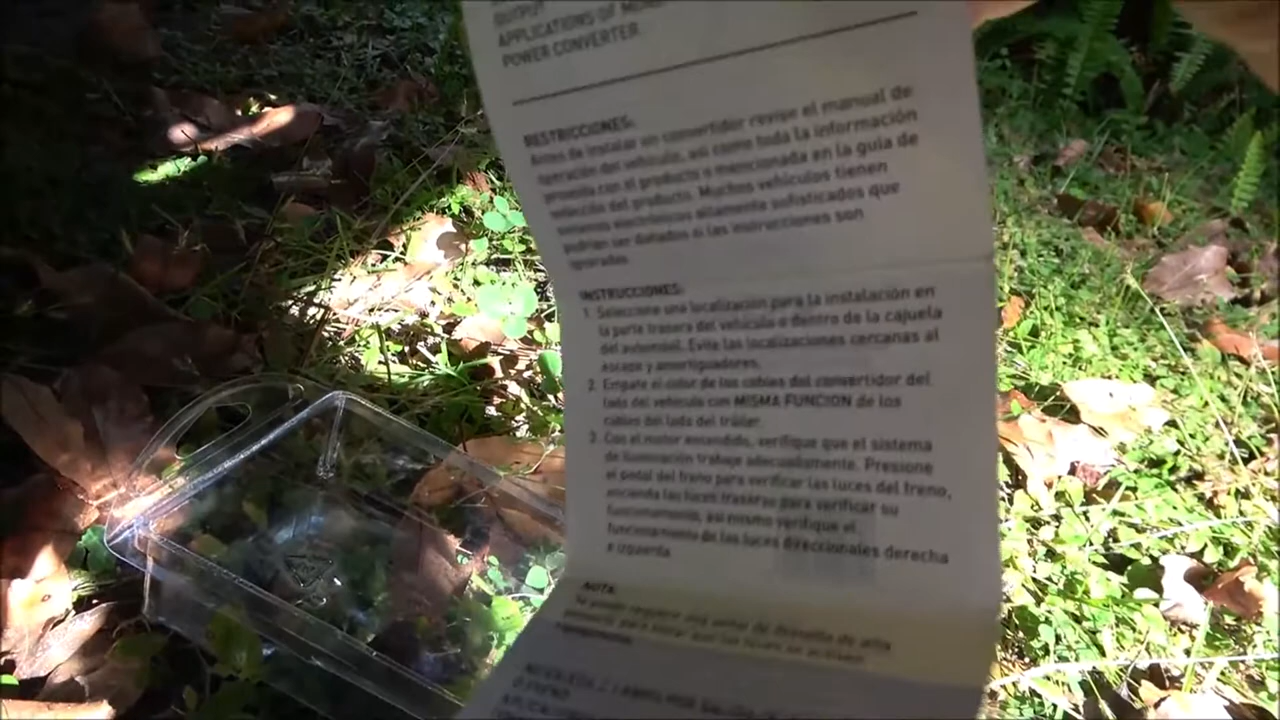 OUTPUT
APPLICATIONS OF
POWER CONVERTER.
RESTRICCIONES:
Antes de instalar un convertidor revise el manual de
operación del vehículo, así como toda la información
provista con el producto o mencionada en la guía de
selección del producto. Muchos vehículos tienen
sistemas electrónicos altamente sofisticados que
podrían ser dañados si las instrucciones son
ignoradas.
INSTRUCCIONES:
1. Seleccione una localización para la instalación en
la parte trasera del vehículo o dentro de la cajuela
del automóvil. Evite las localizaciones cercanas al
escape y amortiguadores.
2. Empate el color de los cables del convertidor del
lado del vehículo con MISMA FUNCION de los
cables del lado del tráiler.
3. Con el motor encendido, verifique que el sistema
de iluminación trabaje adecuadamente. Presione
el pedal del freno para verificar las luces del freno,
encienda las luces traseras para verificar su
funcionamiento, así mismo verifique el
funcionamiento de las luces direccionales derecha
e izquierda
NOTA: